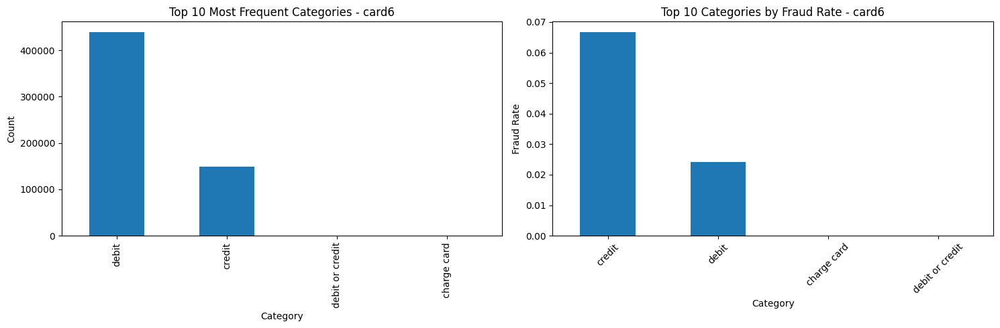 Top 10 Most Frequent Categories - card6
Count
400000
300000
200000
100000
0
debit
credit
debit or credit
charge card
Category
Top 10 Categories by Fraud Rate - card6
Fraud Rate
0.07
0.06
0.05
0.04
0.03
0.02
0.01
0.00
credit
debit
charge card
debit or credit
Category